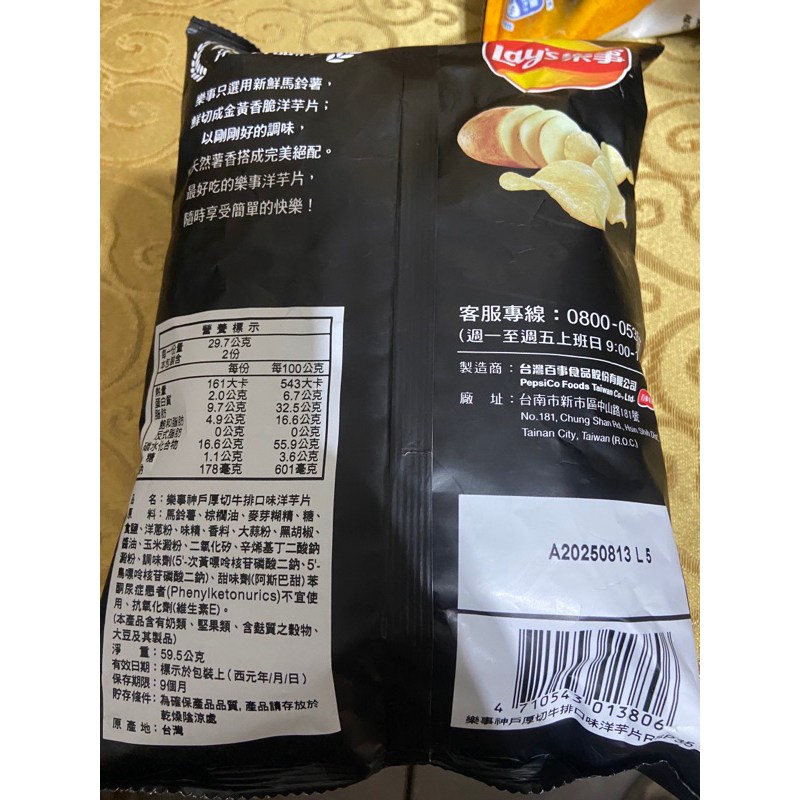 Lay's樂事
樂事只選用新鮮馬鈴薯，
鮮切成金黃香脆洋芋片；
以剛剛好的調味，
天然薯香搭成完美絕配。
最好吃的樂事洋芋片，
隨時享受簡單的快樂！
營養標示
每一份量 29.7公克
本包裝含 2份
每份 每100公克
熱量 161大卡 543大卡
蛋白質 2.0公克 6.7公克
脂肪 9.7公克 32.5公克
飽和脂肪 4.9公克 16.6公克
反式脂肪 0公克 0公克
碳水化合物 16.6公克 55.9公克
糖 1.1公克 3.6公克
鈉 178毫克 601毫克
名：樂事神戶厚切牛排口味洋芋片
料：馬鈴薯、棕櫚油、麥芽糊精、糖、
食鹽、洋蔥粉、味精、香料、大蒜粉、黑胡椒、
醬油、玉米澱粉、二氧化矽、辛烯基丁二酸鈉
澱粉、調味劑(5'-次黃嘌呤核苷磷酸二鈉、5'-
鳥嘌呤核苷磷酸二鈉)、甜味劑(阿斯巴甜)苯
酮尿症患者(Phenylketonurics)不宜使
用、抗氧化劑(維生素E)。
(本產品含有奶類、堅果類、含麩質之穀物、
大豆及其製品)
淨 重：59.5公克
有效日期：標示於包裝上(西元年/月/日)
保存期限：9個月
貯存條件：為確保產品品質,產品請存放於
乾燥陰涼處
原產地：台灣
客服專線：0800-053
(週一至週五上班日 9:00-
製造商：台灣百事食品股份有限公司
PepsiCo Foods Taiwan Co., Ltd.
廠 址：台南市新市區中山路181號
No.181, Chung Shan Rd., Hsin Shih Dist
Tainan City, Taiwan (R.O.C.)
A20250813 L5
4 710543 013806
樂事神戶厚切牛排口味洋芋片